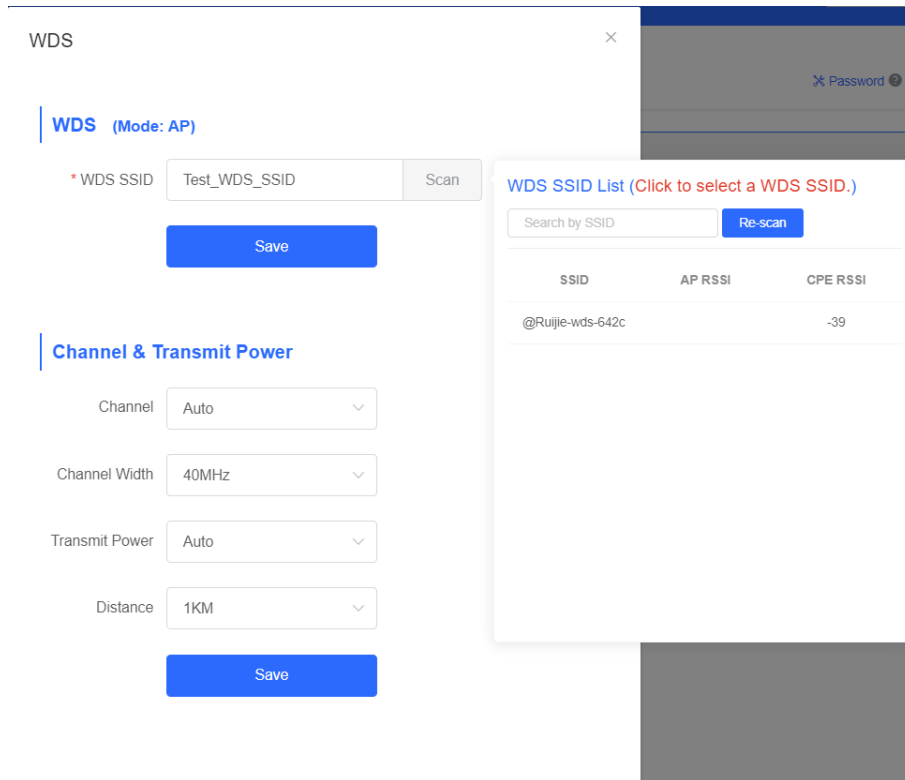 WDS
Password
WDS (Mode: AP)
* WDS SSID Test_WDS_SSID Scan
Save
WDS SSID List (Click to select a WDS SSID.)
Search by SSID Re-scan
SSID AP RSSI CPE RSSI
@Ruijie-wds-642c -39
Channel & Transmit Power
Channel Auto
Channel Width 40MHz
Transmit Power Auto
Distance 1KM
Save